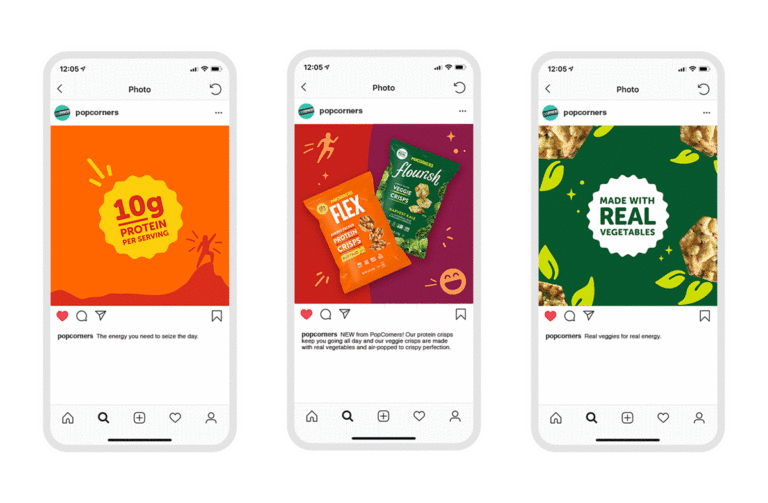 12:05
Photo
popcorners
10g
PROTEIN
PER SERVING
popcorners The energy you need to seize the day.
12:05
Photo
popcorners
POPCORNERS
FLEX
PROTEIN
CRISPS
POPCORNERS
flourish
VEGGIE
CRISPS
HARVEST KALE
popcorners NEW from PopCorners! Our protein crisps
keep you going all day and our veggie crisps are made
with real vegetables and air-popped to crispy perfection.
12:05
Photo
popcorners
MADE WITH
REAL
VEGETABLES
popcorners Real veggies for real energy.